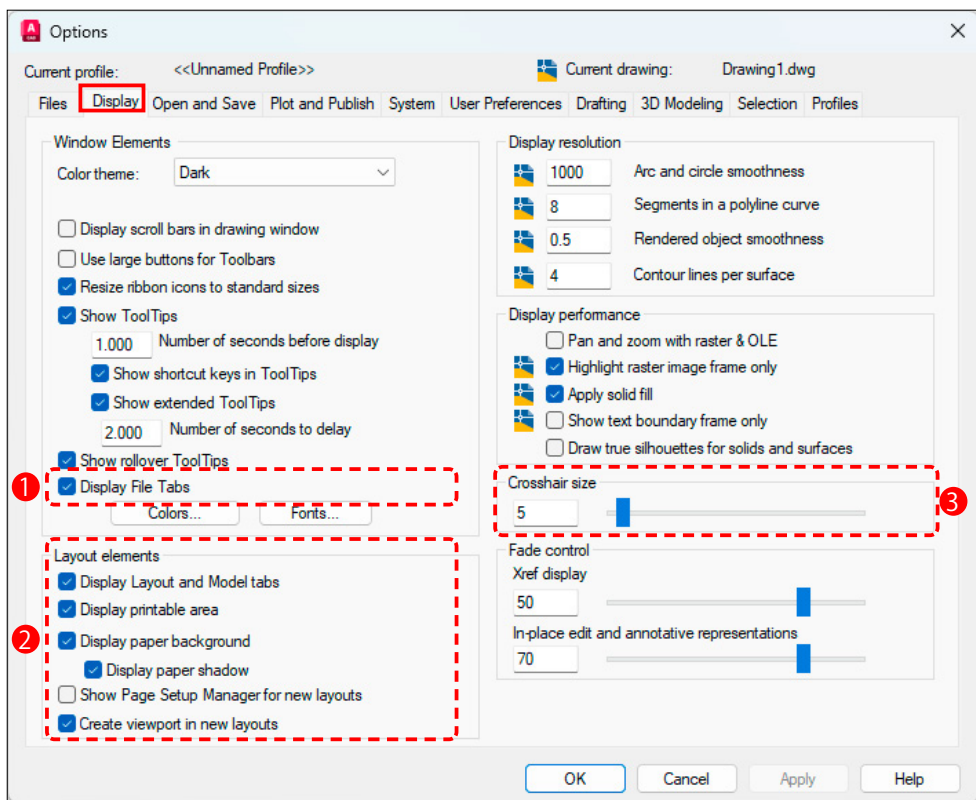 Options
Current profile: <<Unnamed Profile>> Current drawing: Drawing1.dwg
Files Display Open and Save Plot and Publish System User Preferences Drafting 3D Modeling Selection Profiles
Window Elements
Color theme: Dark
Display scroll bars in drawing window
Use large buttons for Toolbars
Resize ribbon icons to standard sizes
Show ToolTips
1.000 Number of seconds before display
Show shortcut keys in ToolTips
Show extended ToolTips
2.000 Number of seconds to delay
Show rollover ToolTips
1 Display File Tabs
Colors... Fonts...
Layout elements
Display Layout and Model tabs
Display printable area
2 Display paper background
Display paper shadow
Show Page Setup Manager for new layouts
Create viewport in new layouts
Display resolution
1000 Arc and circle smoothness
8 Segments in a polyline curve
0.5 Rendered object smoothness
4 Contour lines per surface
Display performance
Pan and zoom with raster & OLE
Highlight raster image frame only
Apply solid fill
Show text boundary frame only
Draw true silhouettes for solids and surfaces
Crosshair size
5 3
Fade control
Xref display
50
In-place edit and annotative representations
70
OK Cancel Apply Help